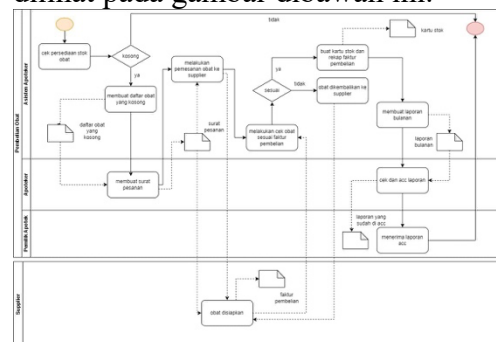 dilihat pada gambar dibawah ini:
Pembelian Obat
Asisten Apoteker
cek persediaan stok
obat
kosong
tidak
ya
membuat daftar obat
yang kosong
daftar obat
yang
kosong
melakukan
pemesanan obat ke
supplier
surat
pesanan
melakukan cek obat
sesuai faktur
pembelian
sesuai
ya
tidak
obat dikembalikan ke
supplier
buat kartu stok dan
rekap faktur
pembelian
kartu stok
membuat laporan
bulanan
laporan
bulanan
Apoteker
membuat surat
pesanan
cek dan acc laporan
Pemilik Apotek
laporan yang
sudah di acc
menerima laporan
acc
Supplier
obat disiapkan
faktur
pembelian